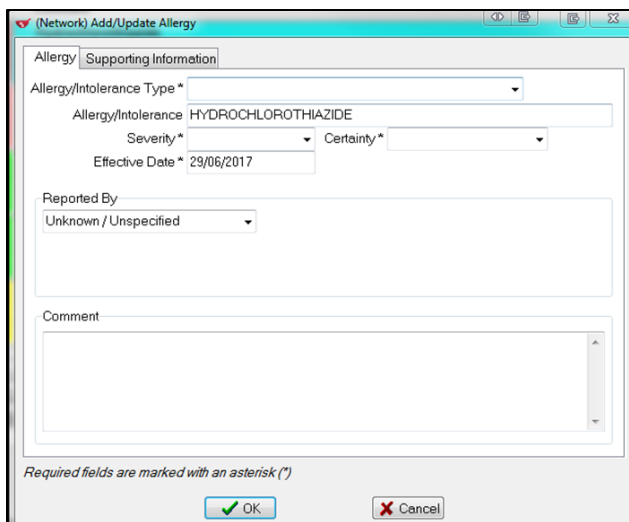 (Network) Add/Update Allergy
Allergy Supporting Information
Allergy/Intolerance Type *
Allergy/Intolerance HYDROCHLOROTHIAZIDE
Severity * Certainty *
Effective Date * 29/06/2017
Reported By
Unknown / Unspecified
Comment
Required fields are marked with an asterisk (*)
OK Cancel